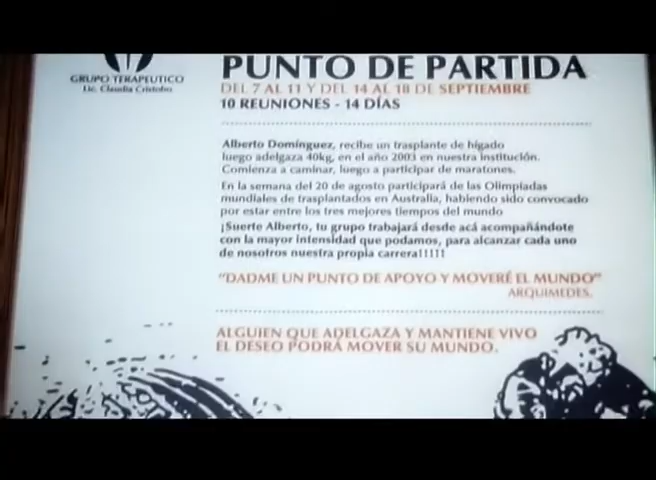 GRUPO TERAPEUTICO
Lic. Claudia Cristofio
PUNTO DE PARTIDA
DEL 7 AL 11 Y DEL 14 AL 18 DE SEPTIEMBRE
10 REUNIONES - 14 DÍAS
Alberto Domínguez, recibe un trasplante de hígado
luego adelgaza 40kg, en el año 2003 en nuestra institución.
Comienza a caminar, luego a participar de maratones.
En la semana del 20 de agosto participará de las Olimpíadas
mundiales de trasplantados en Australia, habiendo sido convocado
por estar entre los tres mejores tiempos del mundo
¡Suerte Alberto, tu grupo trabajará desde acá acompañándote
con la mayor intensidad que podamos, para alcanzar cada uno
de nosotros nuestra propia carrera!!!!!
"DADME UN PUNTO DE APOYO Y MOVERÉ EL MUNDO"
ARQUIMEDES.
ALGUIEN QUE ADELGAZA Y MANTIENE VIVO
EL DESEO PODRÁ MOVER SU MUNDO.